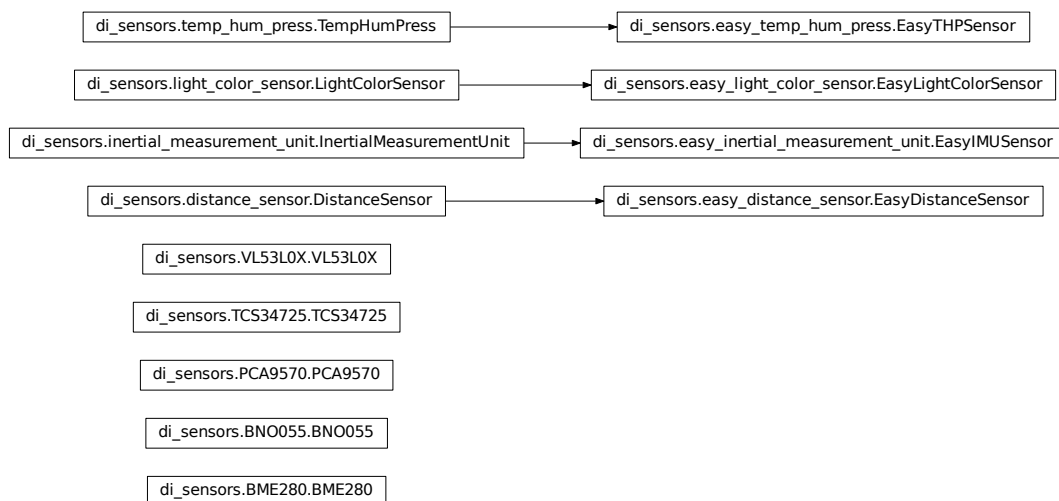 di_sensors.temp_hum_press.TempHumPress
di_sensors.easy_temp_hum_press.EasyTHPSensor
di_sensors.light_color_sensor.LightColorSensor
di_sensors.easy_light_color_sensor.EasyLightColorSensor
di_sensors.inertial_measurement_unit.InertialMeasurementUnit
di_sensors.easy_inertial_measurement_unit.EasyIMUSensor
di_sensors.distance_sensor.DistanceSensor
di_sensors.easy_distance_sensor.EasyDistanceSensor
di_sensors.VL53L0X.VL53L0X
di_sensors.TCS34725.TCS34725
di_sensors.PCA9570.PCA9570
di_sensors.BNO055.BNO055
di_sensors.BME280.BME280